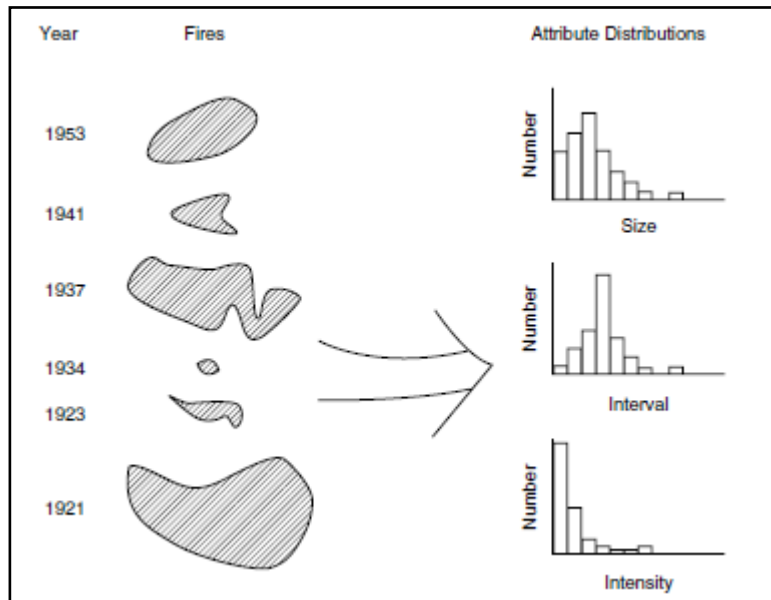 Year Fires Attribute Distributions
1953
Number
Size
1941
1937
Number
Interval
1934
1923
1921
Number
Intensity